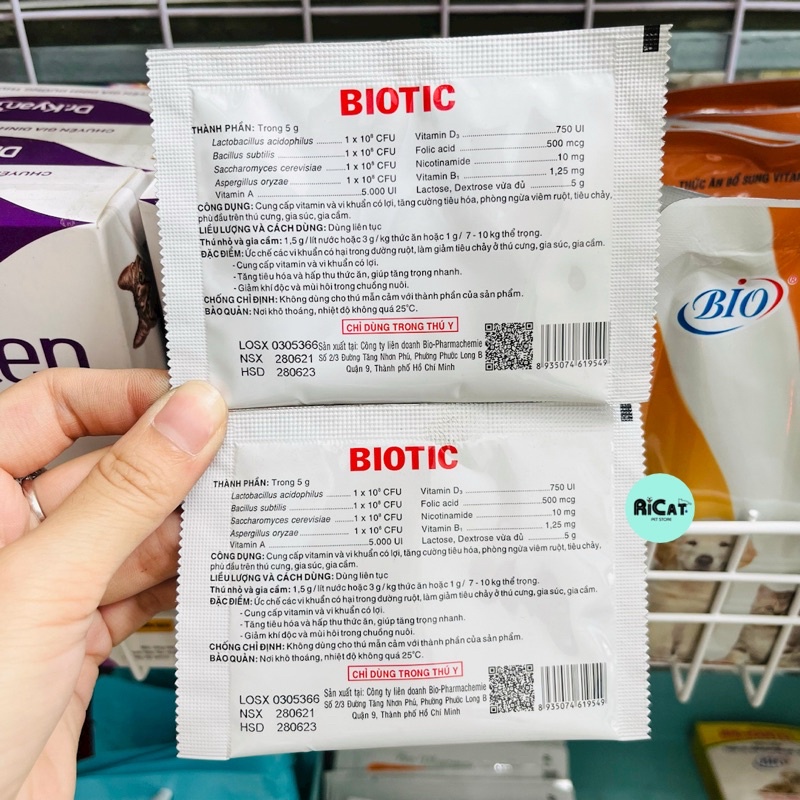 Dr.Kyan
CHUYÊN GIA DINH
THỨC ĂN BỔ SUNG VITA
BIO®
BIOTIC
THÀNH PHẦN: Trong 5 g
Lactobacillus acidophilus .......... 1 x 10⁸ CFU
Bacillus subtilis .......... 1 x 10⁸ CFU
Saccharomyces cerevisiae .......... 1 x 10⁸ CFU
Aspergillus oryzae .......... 1 x 10⁸ CFU
Vitamin A .......... 5.000 UI
Vitamin D₃ .......... 750 UI
Folic acid .......... 500 mcg
Nicotinamide .......... 10 mg
Vitamin B₁ .......... 1,25 mg
Lactose, Dextrose vừa đủ .......... 5 g
CÔNG DỤNG: Cung cấp vitamin và vi khuẩn có lợi, tăng cường tiêu hóa, phòng ngừa viêm ruột, tiêu chảy,
phù đầu trên thú cưng, gia súc, gia cầm.
LIỀU LƯỢNG VÀ CÁCH DÙNG: Dùng liên tục
Thú nhỏ và gia cầm: 1,5 g / lít nước hoặc 3 g / kg thức ăn hoặc 1 g / 7 - 10 kg thể trọng.
ĐẶC ĐIỂM: Ức chế các vi khuẩn có hại trong đường ruột, làm giảm tiêu chảy ở thú cưng, gia súc, gia cầm.
- Cung cấp vitamin và vi khuẩn có lợi.
- Tăng tiêu hóa và hấp thu thức ăn, giúp tăng trọng nhanh.
- Giảm khí độc và mùi hôi trong chuồng nuôi.
CHỐNG CHỈ ĐỊNH: Không dùng cho thú mẫn cảm với thành phần của sản phẩm.
BẢO QUẢN: Nơi khô thoáng, nhiệt độ không quá 25°C.
CHỈ DÙNG TRONG THÚ Y
LOSX 0305366
NSX 280621
HSD 280623
Sản xuất tại: Công ty liên doanh Bio-Pharmachemie
Số 2/3 Đường Tăng Nhơn Phú, Phường Phước Long B
Quận 9, Thành phố Hồ Chí Minh
8 935074 619549
BIOTIC
THÀNH PHẦN: Trong 5 g
Lactobacillus acidophilus .......... 1 x 10⁸ CFU
Bacillus subtilis .......... 1 x 10⁸ CFU
Saccharomyces cerevisiae .......... 1 x 10⁸ CFU
Aspergillus oryzae .......... 1 x 10⁸ CFU
Vitamin A .......... 5.000 UI
Vitamin D₃ .......... 750 UI
Folic acid .......... 500 mcg
Nicotinamide .......... 10 mg
Vitamin B₁ .......... 1,25 mg
Lactose, Dextrose vừa đủ .......... 5 g
CÔNG DỤNG: Cung cấp vitamin và vi khuẩn có lợi, tăng cường tiêu hóa, phòng ngừa viêm ruột, tiêu chảy,
phù đầu trên thú cưng, gia súc, gia cầm.
LIỀU LƯỢNG VÀ CÁCH DÙNG: Dùng liên tục
Thú nhỏ và gia cầm: 1,5 g / lít nước hoặc 3 g / kg thức ăn hoặc 1 g / 7 - 10 kg thể trọng.
ĐẶC ĐIỂM: Ức chế các vi khuẩn có hại trong đường ruột, làm giảm tiêu chảy ở thú cưng, gia súc, gia cầm.
- Cung cấp vitamin và vi khuẩn có lợi.
- Tăng tiêu hóa và hấp thu thức ăn, giúp tăng trọng nhanh.
- Giảm khí độc và mùi hôi trong chuồng nuôi.
CHỐNG CHỈ ĐỊNH: Không dùng cho thú mẫn cảm với thành phần của sản phẩm.
BẢO QUẢN: Nơi khô thoáng, nhiệt độ không quá 25°C.
CHỈ DÙNG TRONG THÚ Y
LOSX 0305366
NSX 280621
HSD 280623
Sản xuất tại: Công ty liên doanh Bio-Pharmachemie
Số 2/3 Đường Tăng Nhơn Phú, Phường Phước Long B
Quận 9, Thành phố Hồ Chí Minh
8 935074 619549
RiCAT
PET STORE
BIO